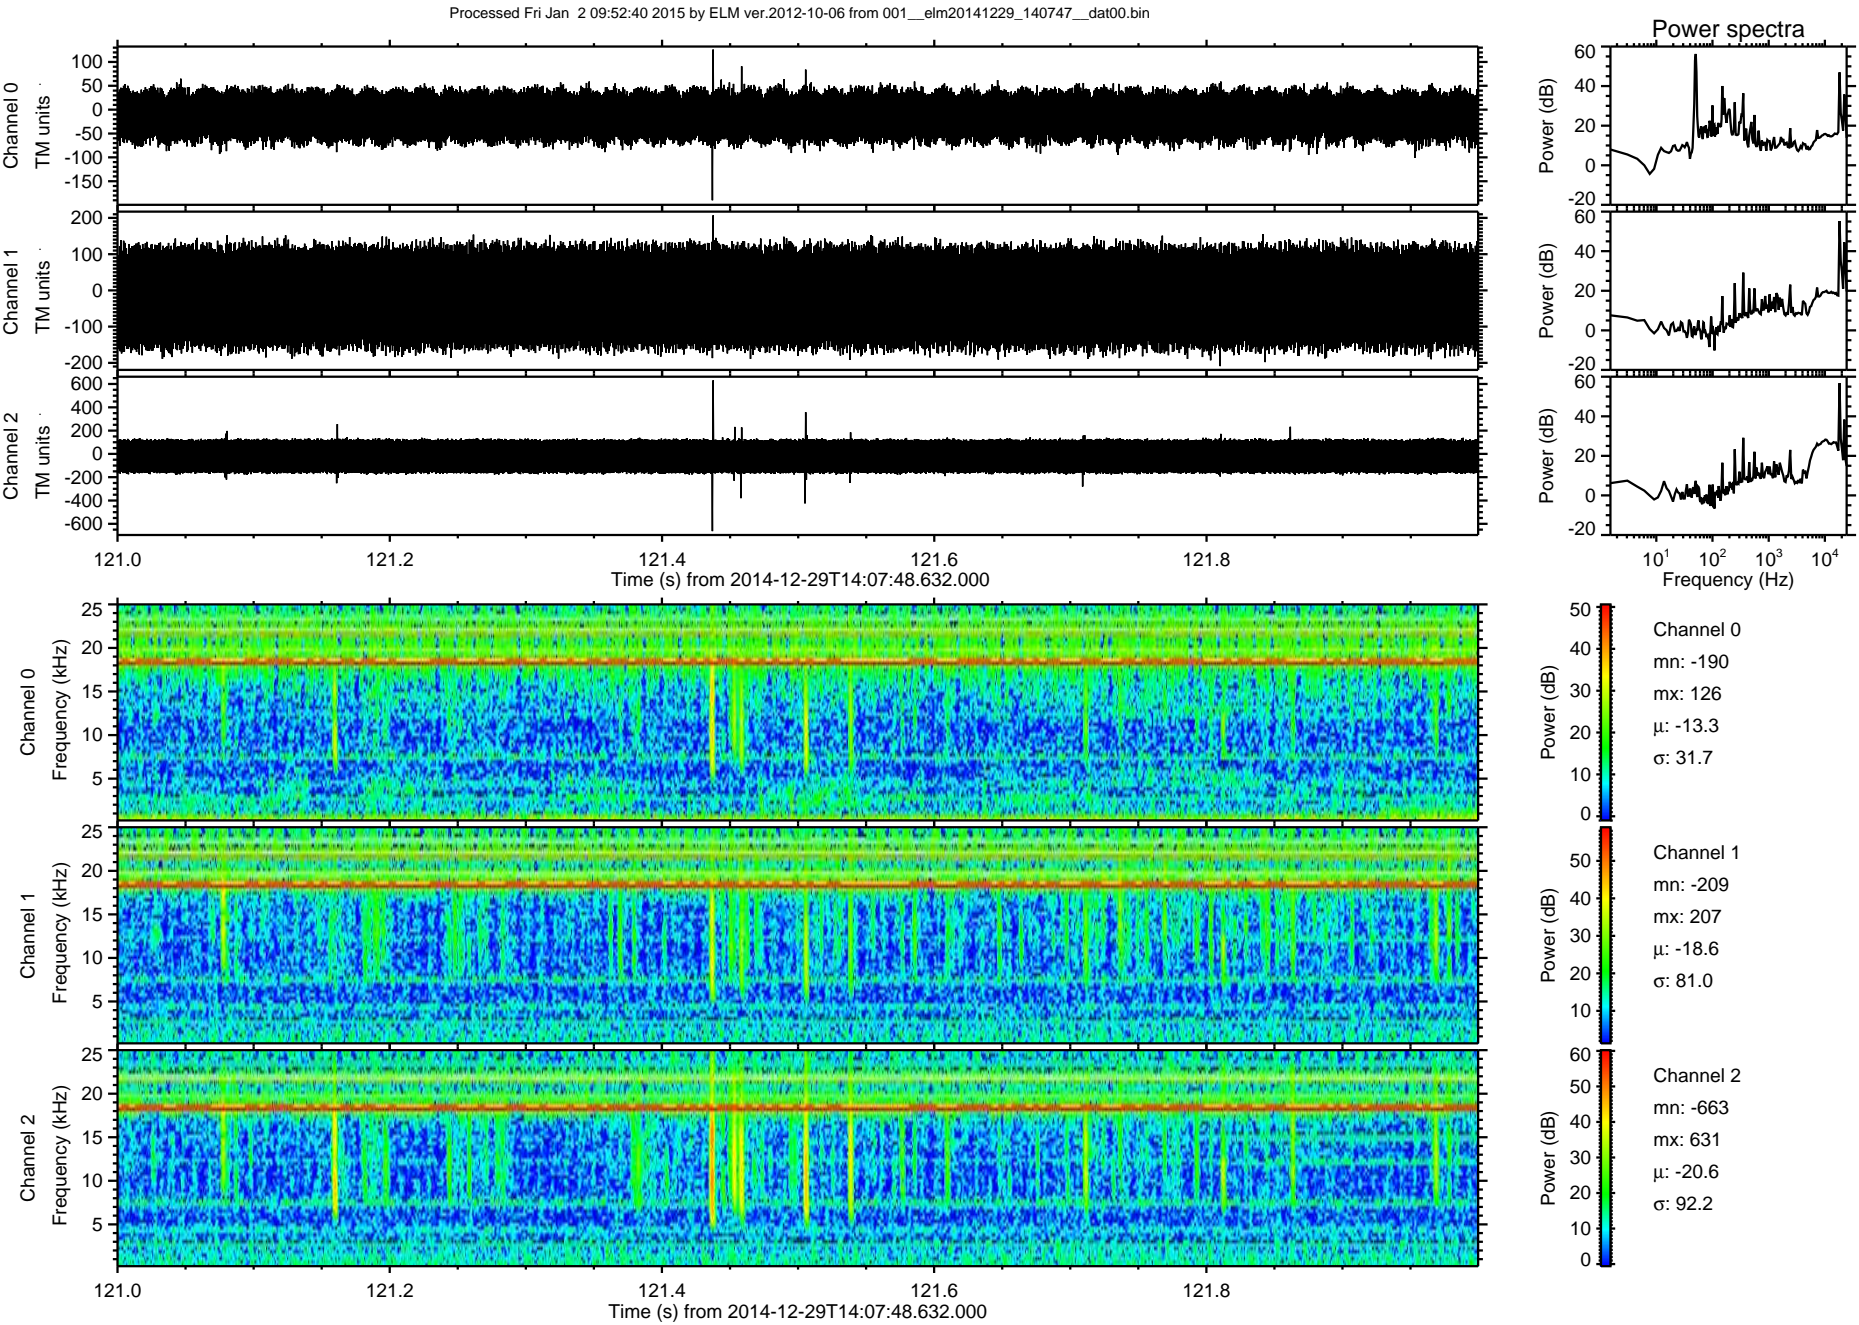 Processed Fri Jan  2 09:52:40 2015 by ELM ver.2012-10-06 from 001__elm20141229_140747__dat00.bin
Power spectra
Channel 0
TM units
100
50
0
-50
-100
-150
Power (dB)
60
40
20
0
-20
Channel 1
TM units
200
100
0
-100
-200
Power (dB)
60
40
20
0
-20
Channel 2
TM units
600
400
200
0
-200
-400
-600
Power (dB)
60
40
20
0
-20
121.0 121.2 121.4 121.6 121.8
Time (s) from 2014-12-29T14:07:48.632.000
10^1 10^2 10^3 10^4
Frequency (Hz)
Channel 0
Frequency (kHz)
25
20
15
10
5
Power (dB)
50
40
30
20
10
0
Channel 0
mn: -190
mx: 126
μ: -13.3
σ: 31.7
Channel 1
Frequency (kHz)
25
20
15
10
5
Power (dB)
50
40
30
20
10
Channel 1
mn: -209
mx: 207
μ: -18.6
σ: 81.0
Channel 2
Frequency (kHz)
25
20
15
10
5
Power (dB)
60
50
40
30
20
10
0
Channel 2
mn: -663
mx: 631
μ: -20.6
σ: 92.2
121.0 121.2 121.4 121.6 121.8
Time (s) from 2014-12-29T14:07:48.632.000